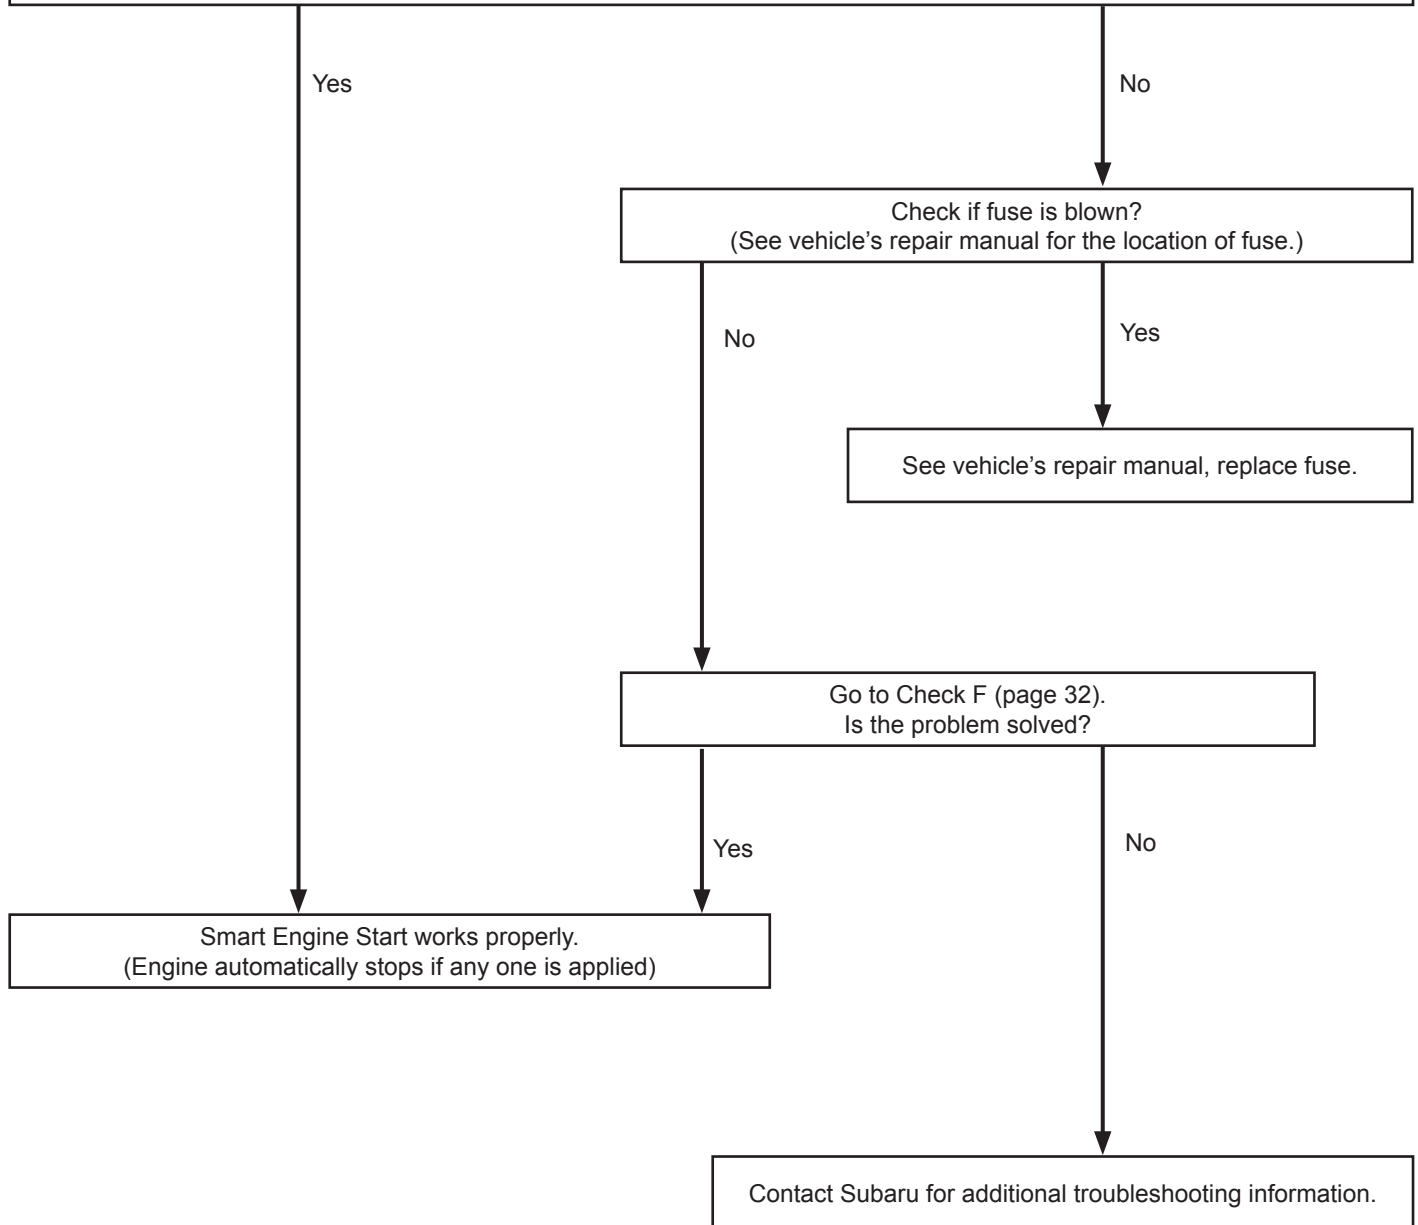 Yes
No
Check if fuse is blown?
(See vehicle’s repair manual for the location of fuse.)
No
Yes
See vehicle’s repair manual, replace fuse.
Go to Check F (page 32).
Is the problem solved?
Yes
No
Smart Engine Start works properly.
(Engine automatically stops if any one is applied)
Contact Subaru for additional troubleshooting information.